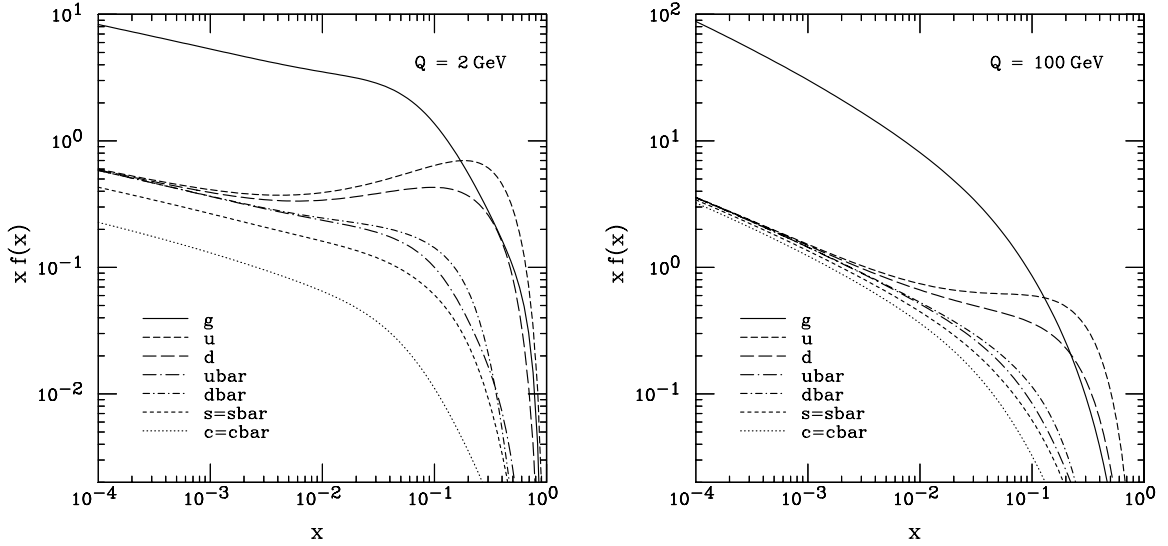 10^1
Q = 2 GeV
10^0
x f(x)
10^-1
g
u
d
ubar
dbar
s=sbar
c=cbar
10^-2
10^-4 10^-3 10^-2 10^-1 10^0
x
10^2
Q = 100 GeV
10^1
x f(x)
10^0
g
u
d
ubar
dbar
s=sbar
c=cbar
10^-1
10^-4 10^-3 10^-2 10^-1 10^0
x